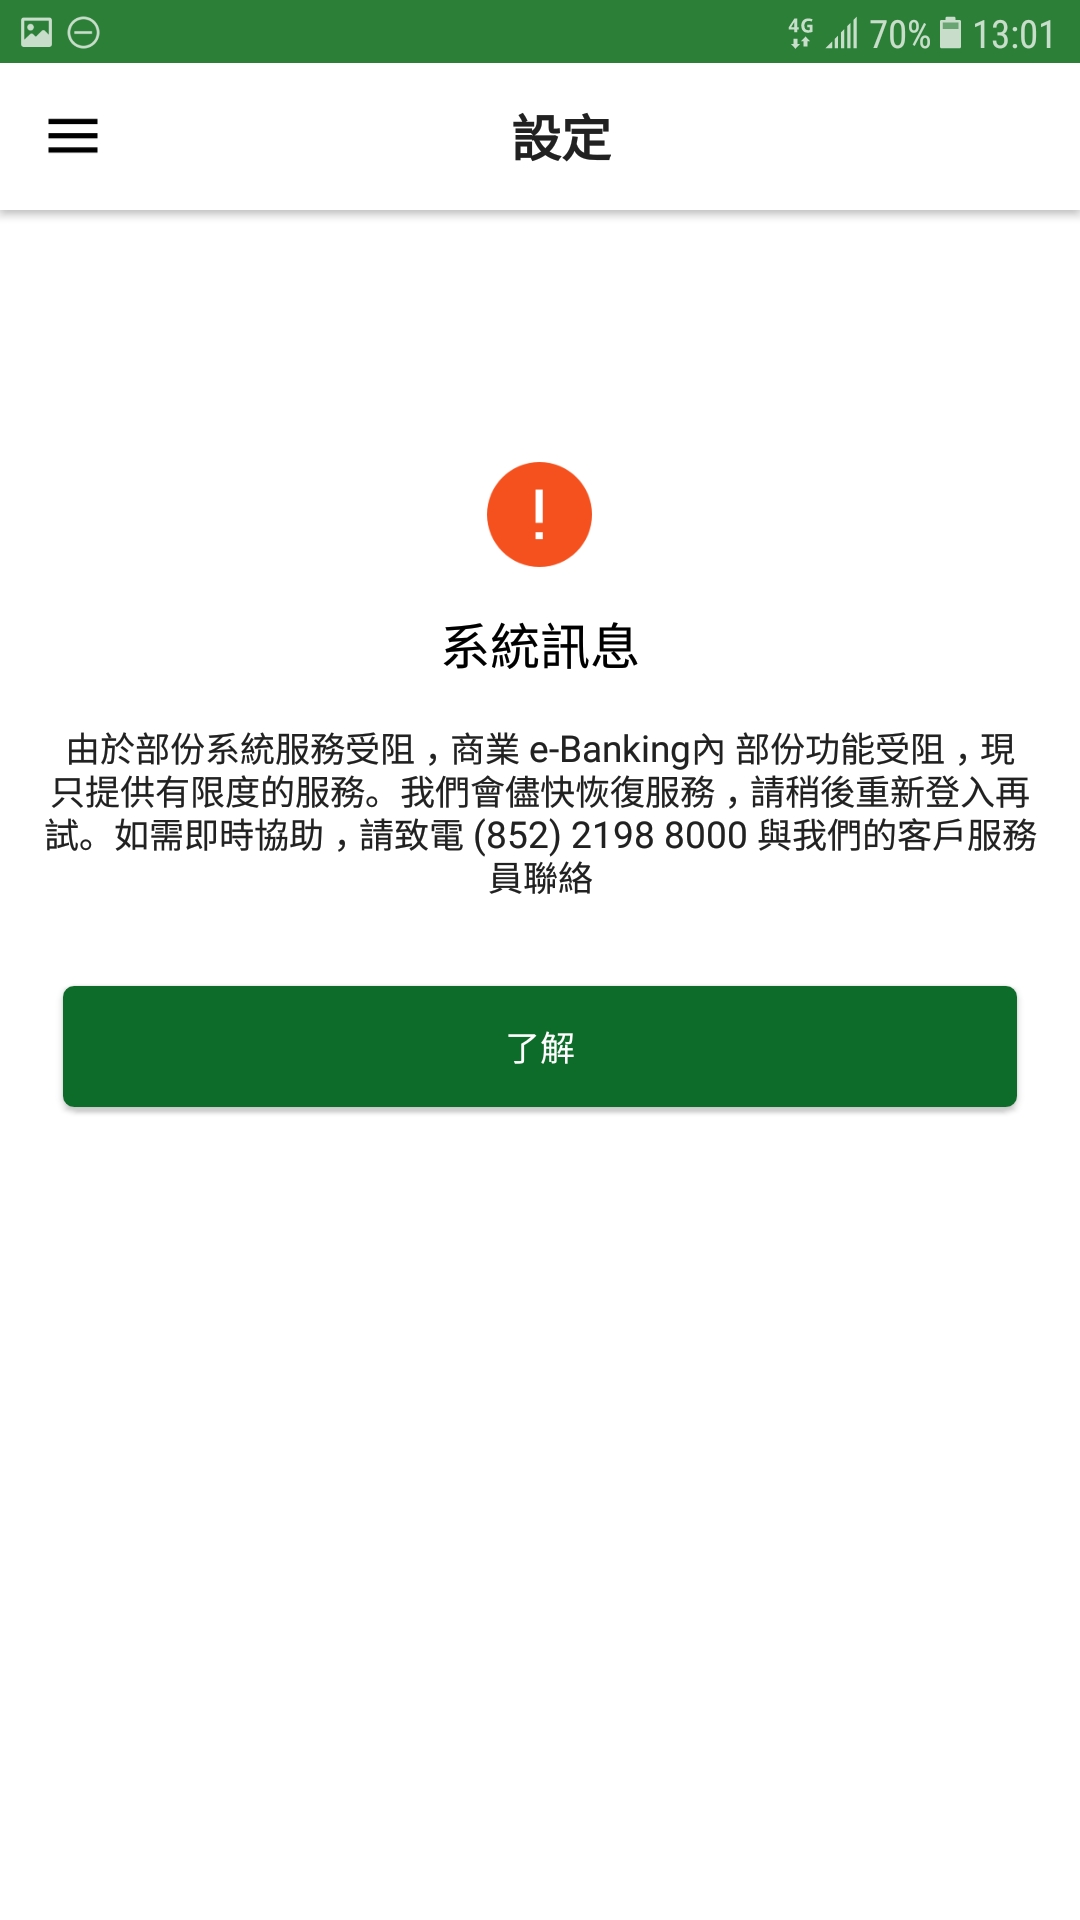 4G 70% 13:01
設定
系統訊息
由於部份系統服務受阻，商業 e-Banking內 部份功能受阻，現
只提供有限度的服務。我們會儘快恢復服務，請稍後重新登入再
試。如需即時協助，請致電 (852) 2198 8000 與我們的客戶服務
員聯絡
了解